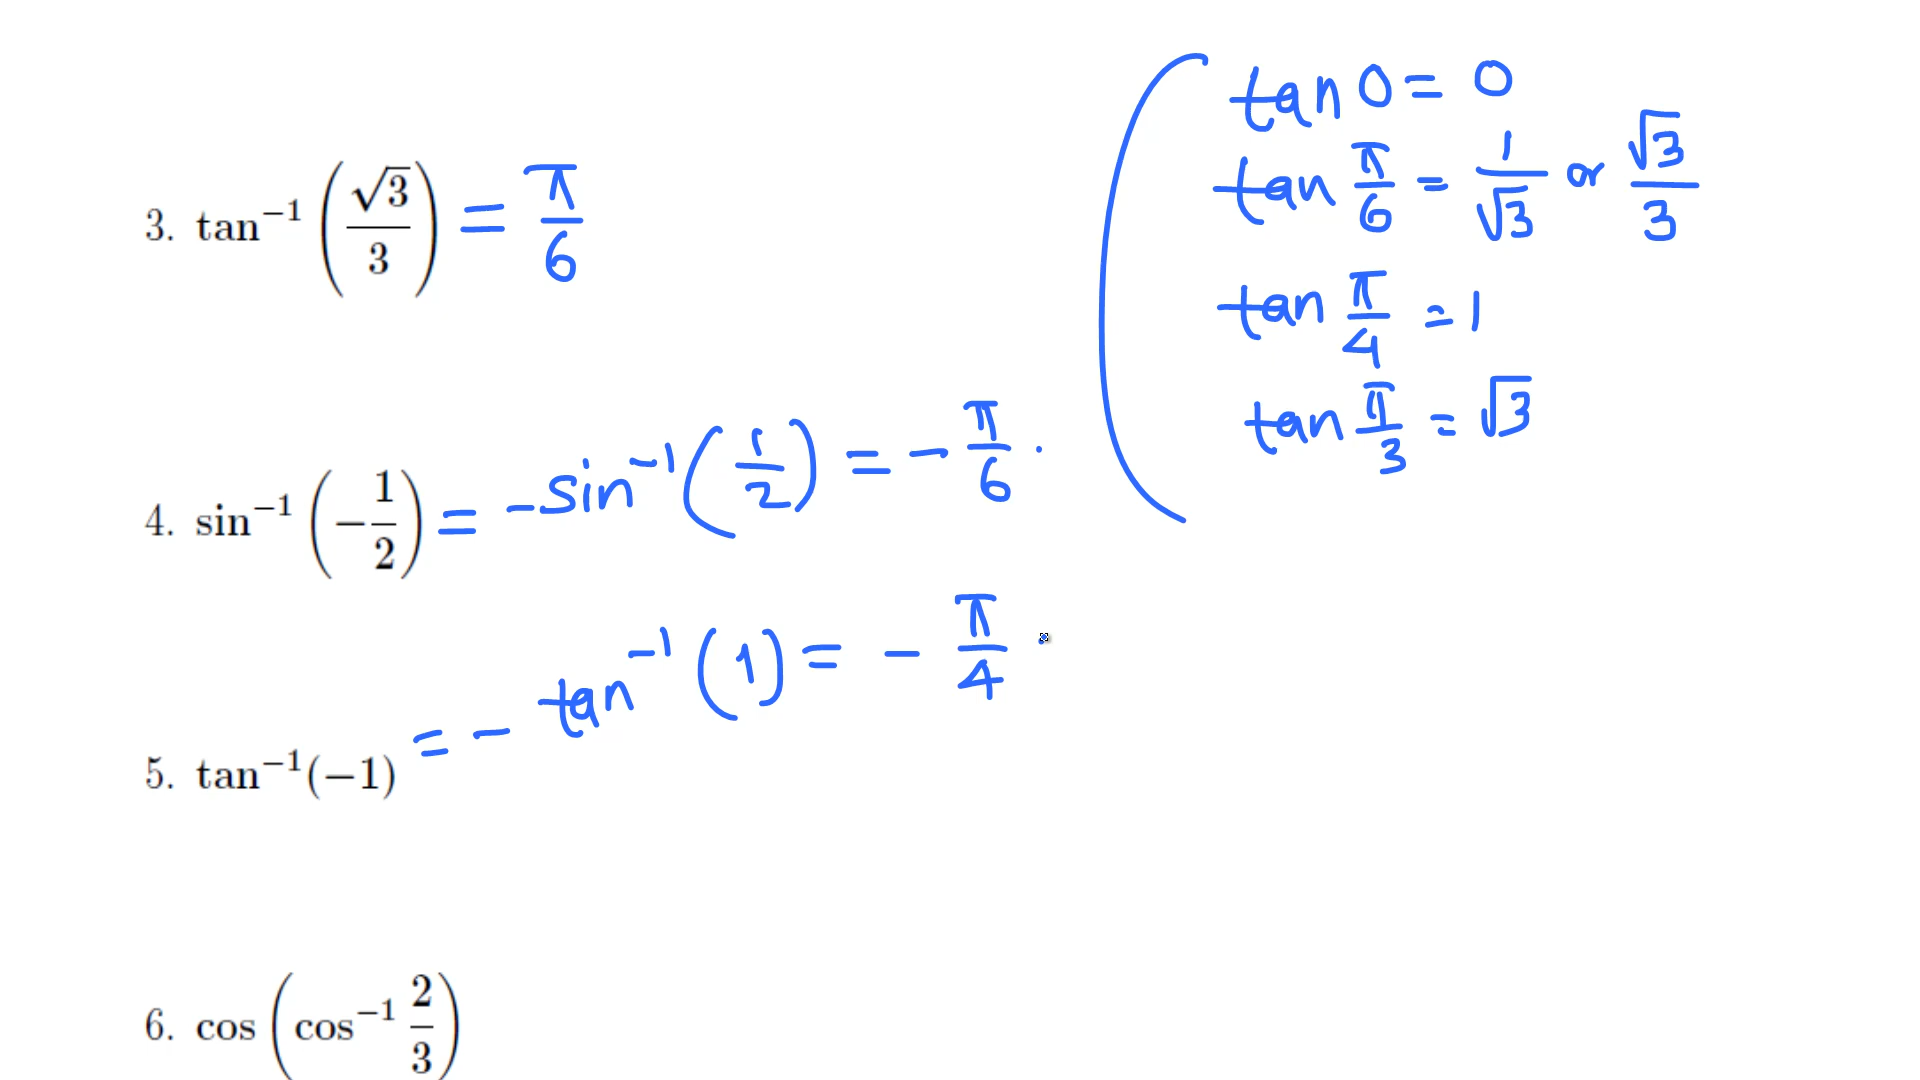 3. tan⁻¹(√3/3) = π/6
4. sin⁻¹(−1/2) = −sin⁻¹(1/2) = −π/6.
5. tan⁻¹(−1) = −tan⁻¹(1) = −π/4.
6. cos(cos⁻¹ 2/3)
tan 0 = 0
tan π/6 = 1/√3 or √3/3
tan π/4 = 1
tan π/3 = √3